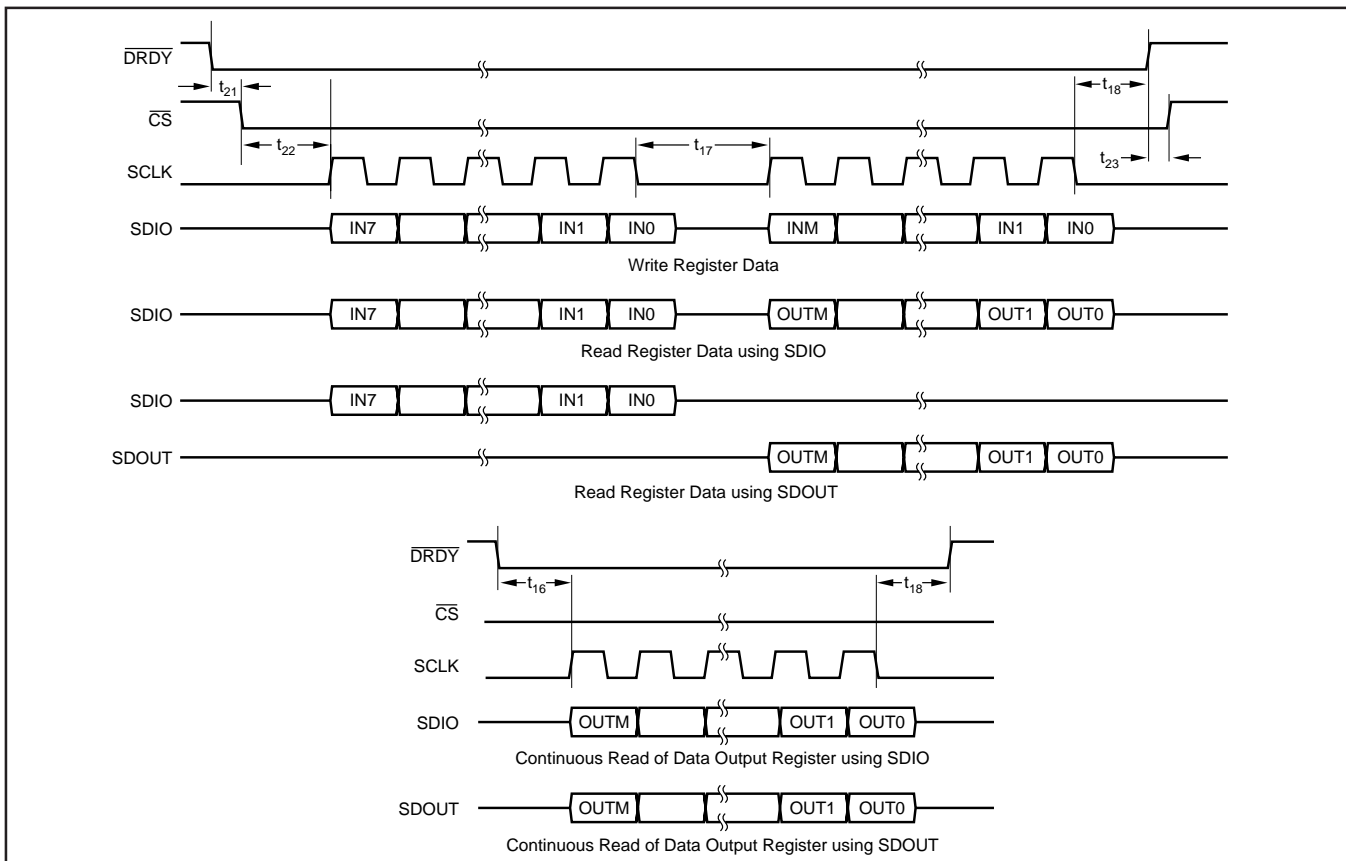 DRDY
t21
t18
CS
t22
t17
t23
SCLK
SDIO IN7 IN1 IN0 INM IN1 IN0
Write Register Data
SDIO IN7 IN1 IN0 OUTM OUT1 OUT0
Read Register Data using SDIO
SDIO IN7 IN1 IN0
SDOUT OUTM OUT1 OUT0
Read Register Data using SDOUT
DRDY
t16
t18
CS
SCLK
SDIO OUTM OUT1 OUT0
Continuous Read of Data Output Register using SDIO
SDOUT OUTM OUT1 OUT0
Continuous Read of Data Output Register using SDOUT